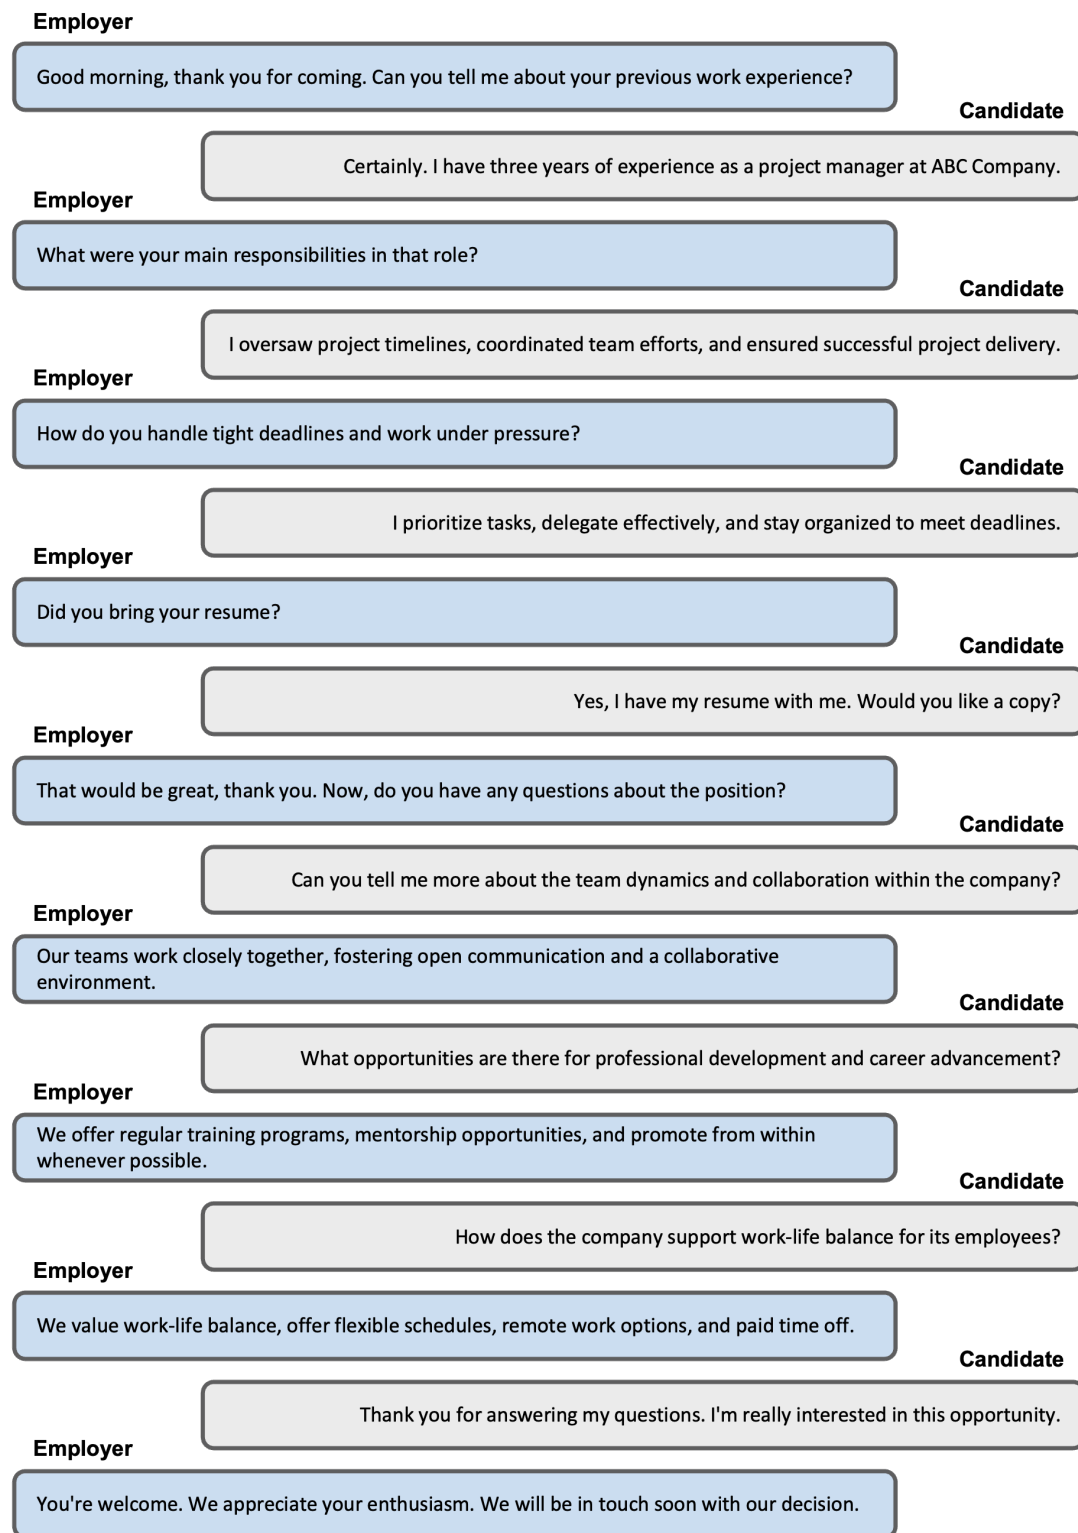 Employer
Good morning, thank you for coming. Can you tell me about your previous work experience?
Candidate
Certainly. I have three years of experience as a project manager at ABC Company.
Employer
What were your main responsibilities in that role?
Candidate
I oversaw project timelines, coordinated team efforts, and ensured successful project delivery.
Employer
How do you handle tight deadlines and work under pressure?
Candidate
I prioritize tasks, delegate effectively, and stay organized to meet deadlines.
Employer
Did you bring your resume?
Candidate
Yes, I have my resume with me. Would you like a copy?
Employer
That would be great, thank you. Now, do you have any questions about the position?
Candidate
Can you tell me more about the team dynamics and collaboration within the company?
Employer
Our teams work closely together, fostering open communication and a collaborative
environment.
Candidate
What opportunities are there for professional development and career advancement?
Employer
We offer regular training programs, mentorship opportunities, and promote from within
whenever possible.
Candidate
How does the company support work-life balance for its employees?
Employer
We value work-life balance, offer flexible schedules, remote work options, and paid time off.
Candidate
Thank you for answering my questions. I'm really interested in this opportunity.
Employer
You're welcome. We appreciate your enthusiasm. We will be in touch soon with our decision.